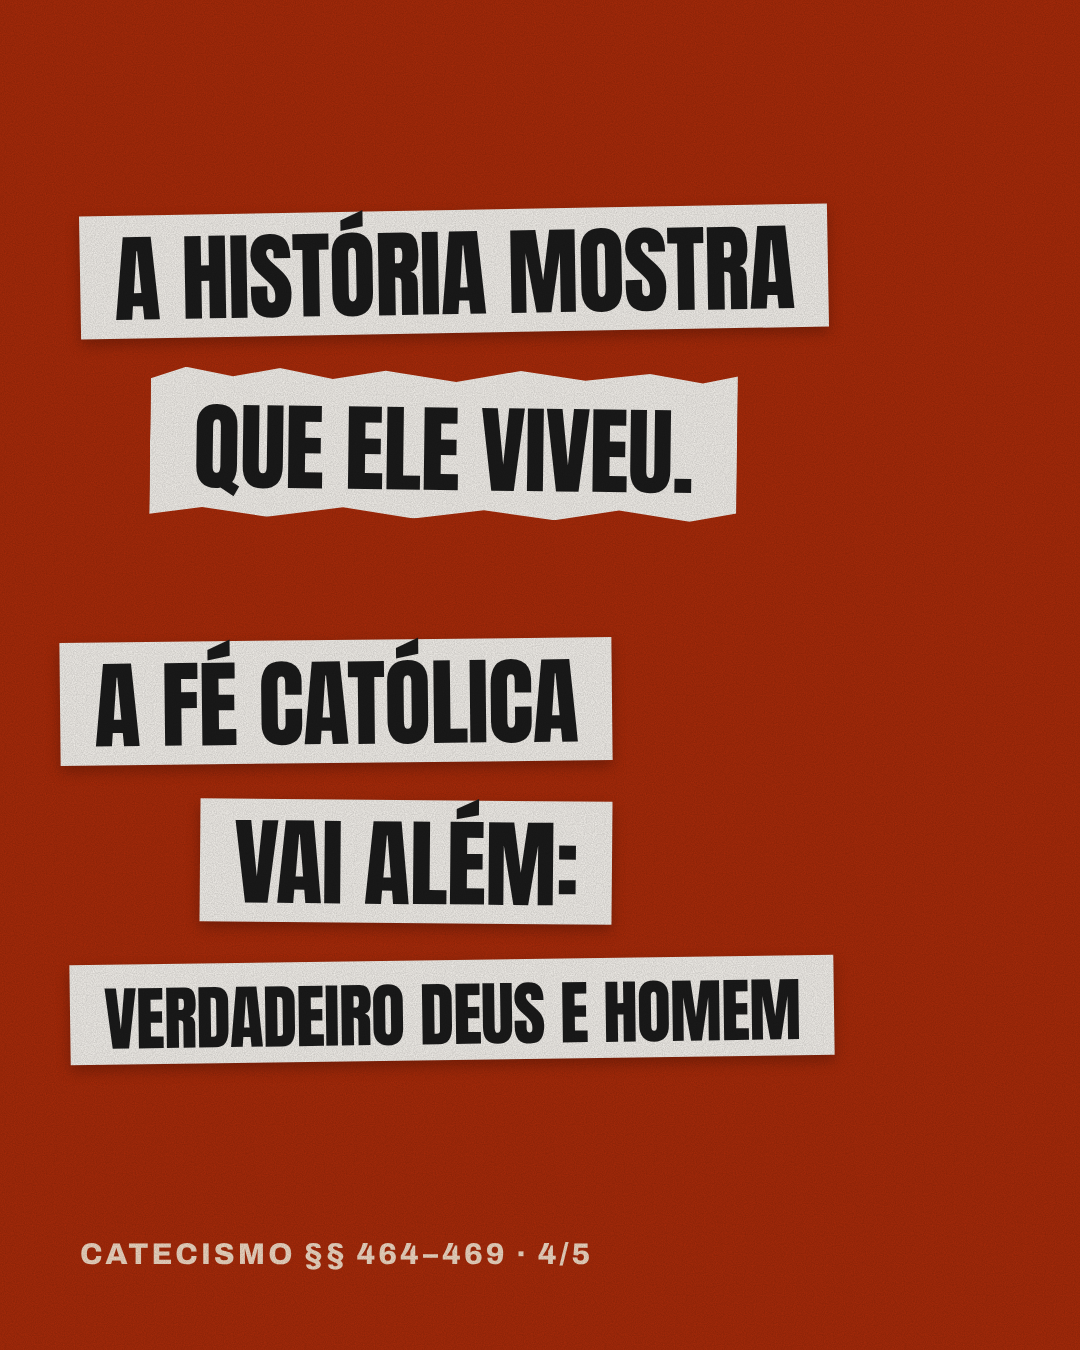 A HISTÓRIA MOSTRA
QUE ELE VIVEU.
A FÉ CATÓLICA
VAI ALÉM:
VERDADEIRO DEUS E HOMEM
CATECISMO §§ 464–469 · 4/5